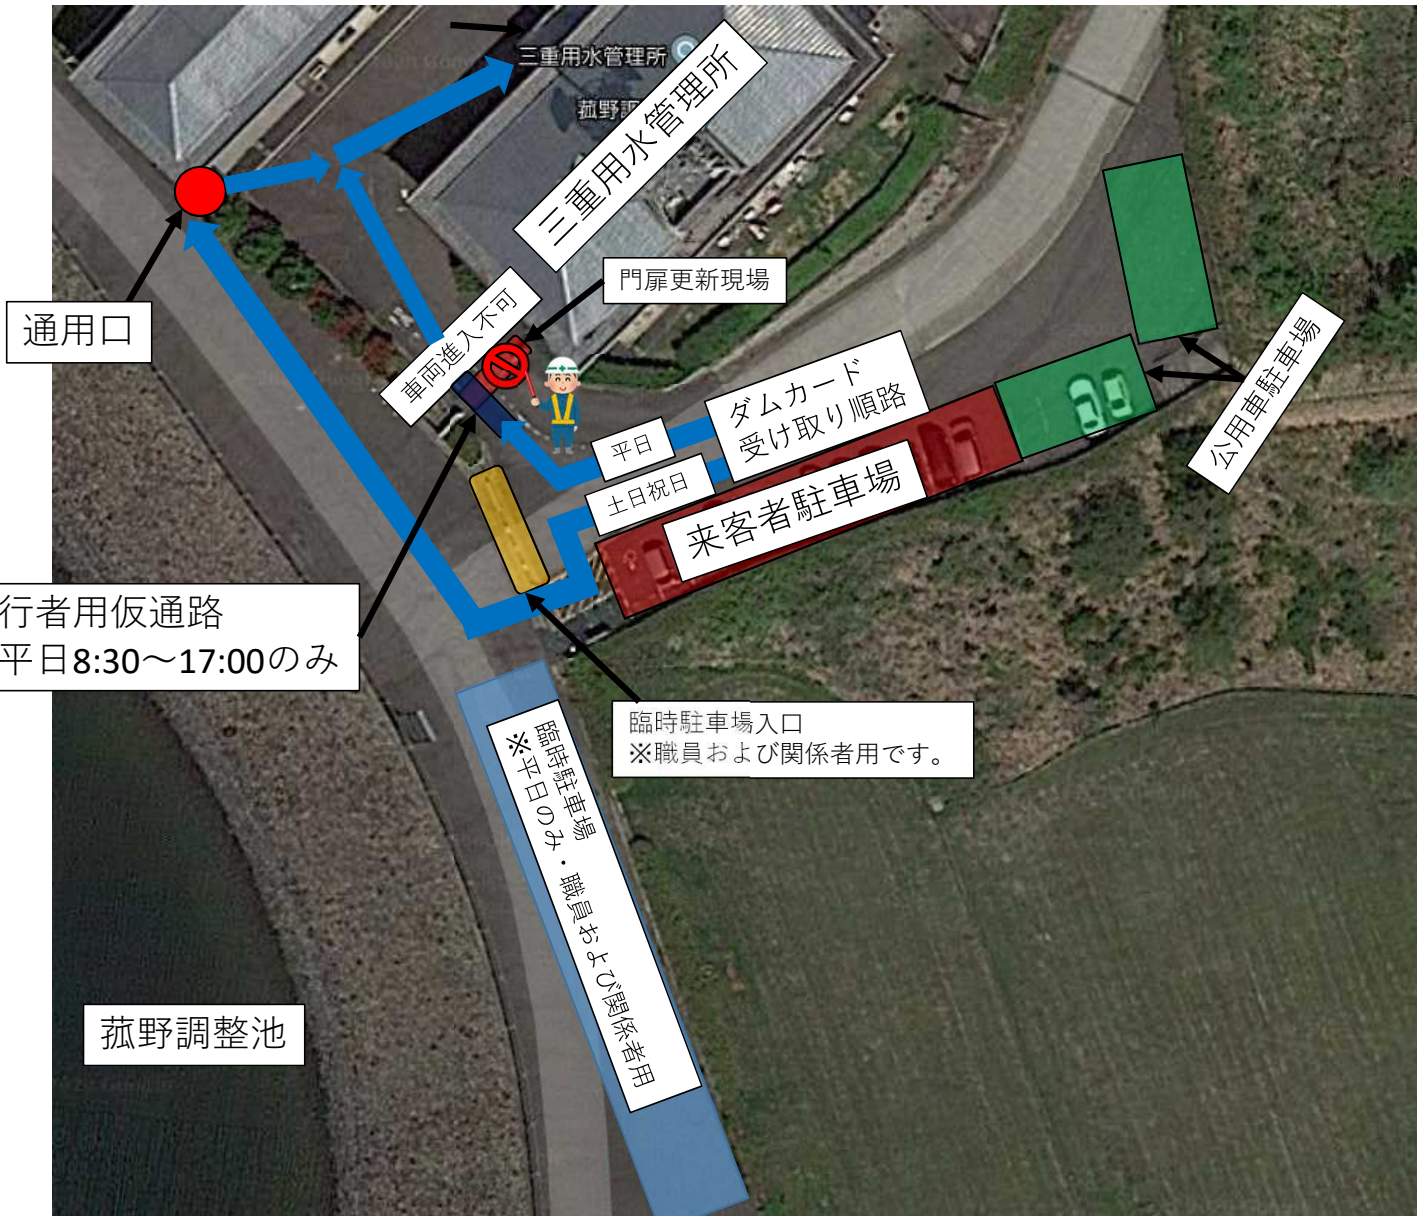 三重用水管理所
菰野調
三重用水管理所
門扉更新現場
通用口
車両進入不可
公用車駐車場
ダムカード
受け取り順路
平日
土日祝日
来客者駐車場
行者用仮通路
平日8:30～17:00のみ
臨時駐車場入口
※職員および関係者用です。
臨時駐車場
※平日のみ・職員および関係者用
菰野調整池